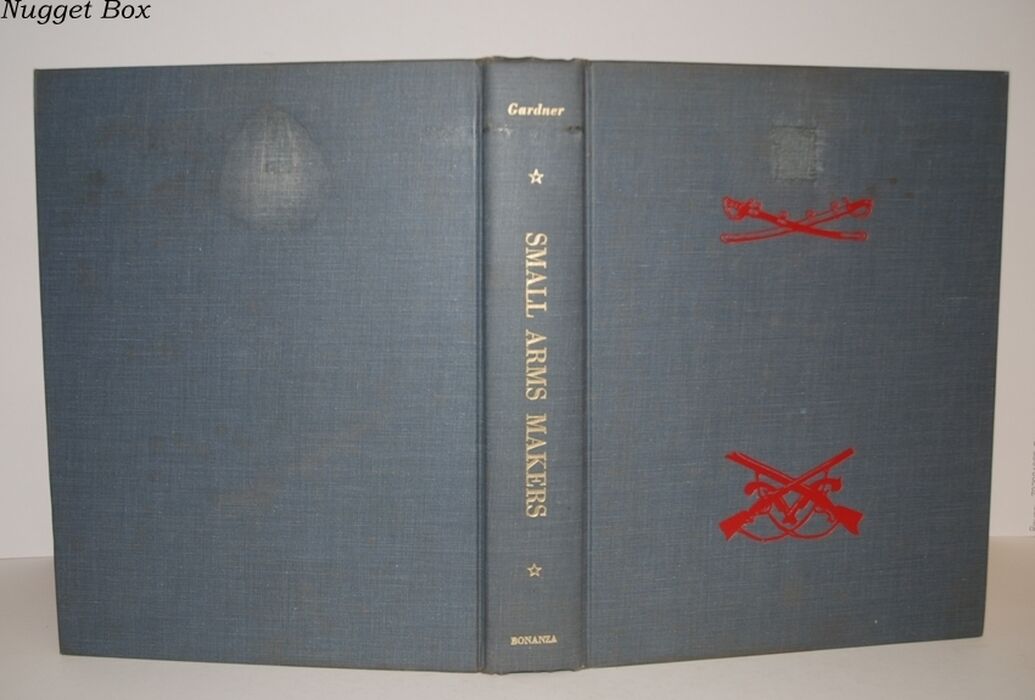 Nugget Box
Gardner
SMALL ARMS MAKERS
BONANZA